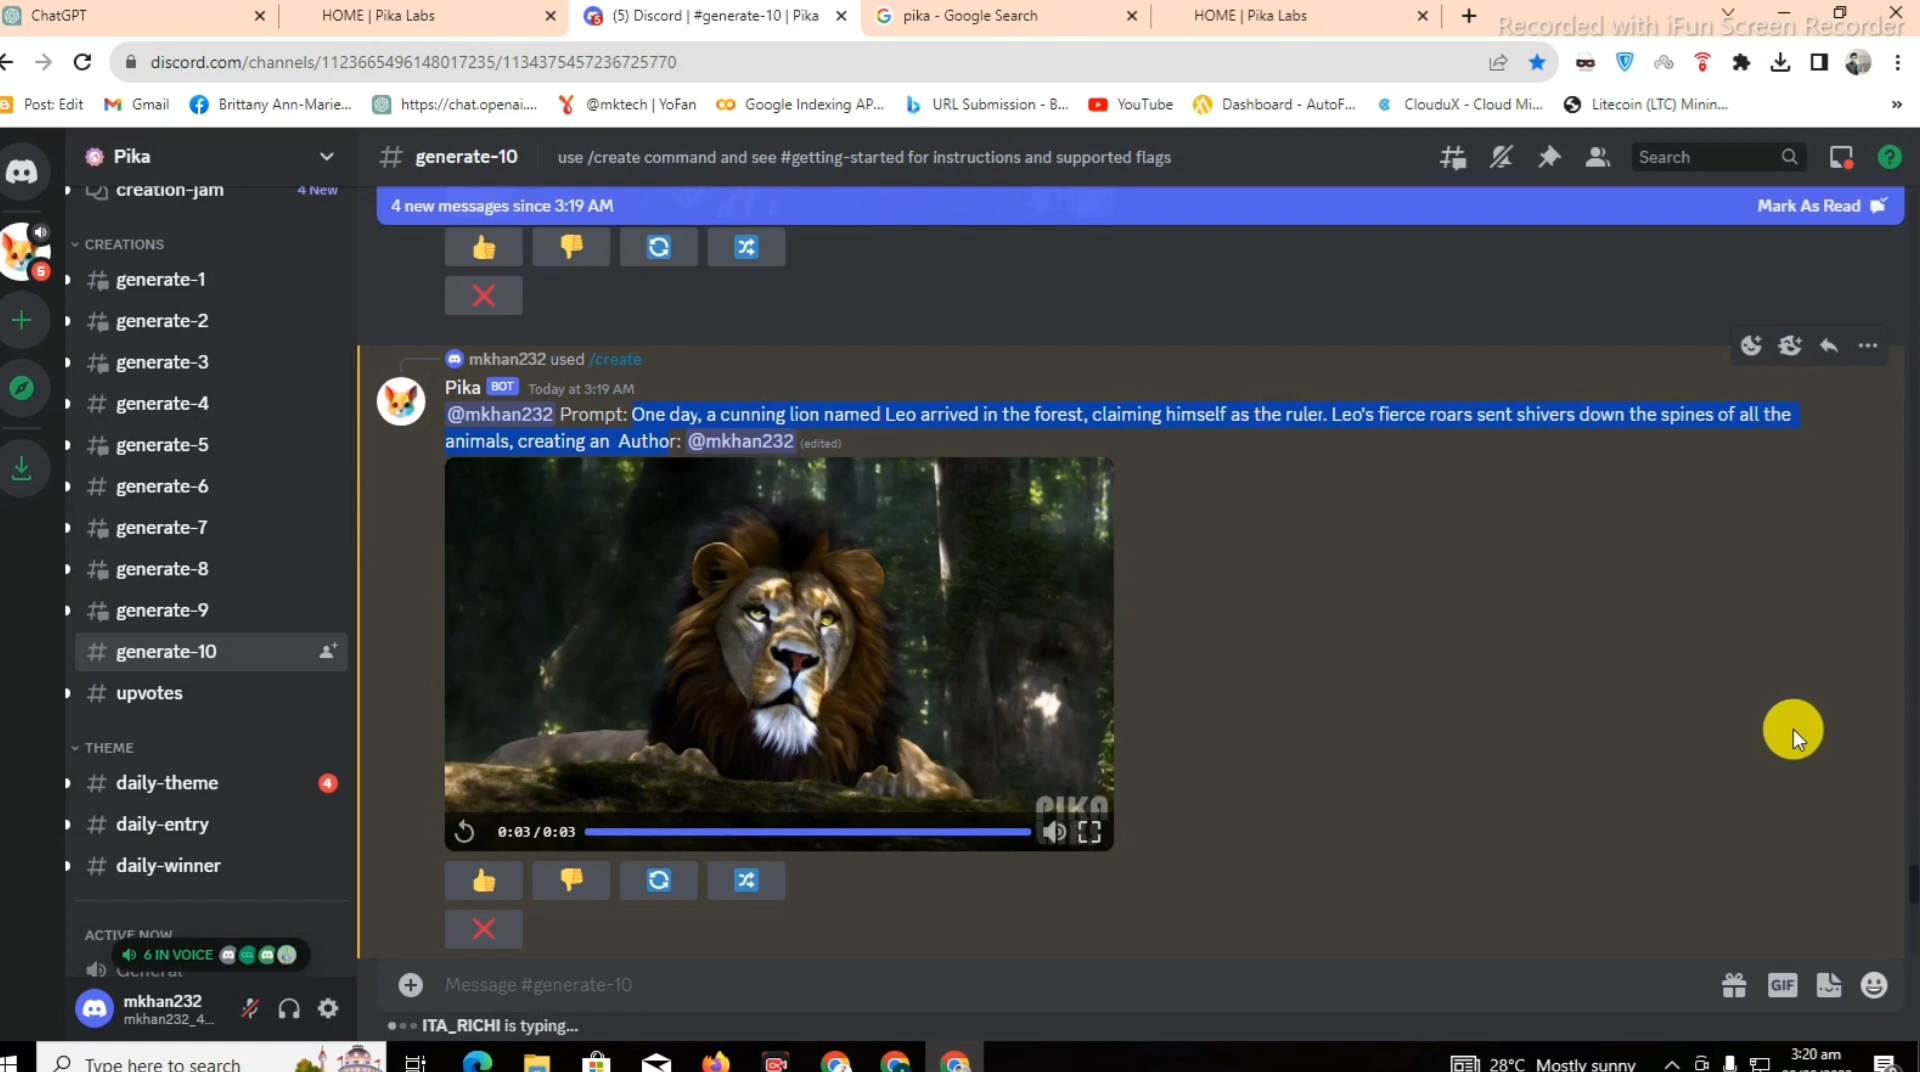 ChatGPT
HOME | Pika Labs
(5) Discord | #generate-10 | Pika
pika - Google Search
HOME | Pika Labs
Recorded with iFun Screen Recorder
discord.com/channels/1123665496148017235/1134375457236725770
Post: Edit
Gmail
Brittany Ann-Marie...
https://chat.openai....
@mktech | YoFan
Google Indexing AP...
URL Submission - B...
YouTube
Dashboard - AutoF...
ClouduX - Cloud Mi...
Litecoin (LTC) Minin...
»
Pika
generate-10
use /create command and see #getting-started for instructions and supported flags
Search
creation-jam
4 New
4 new messages since 3:19 AM
Mark As Read
5
CREATIONS
generate-1
generate-2
generate-3
generate-4
generate-5
generate-6
generate-7
generate-8
generate-9
generate-10
upvotes
THEME
daily-theme
4
daily-entry
daily-winner
ACTIVE NOW
6 IN VOICE
General
mkhan232
mkhan232_4...
mkhan232 used /create
Pika BOT Today at 3:19 AM
@mkhan232 Prompt: One day, a cunning lion named Leo arrived in the forest, claiming himself as the ruler. Leo's fierce roars sent shivers down the spines of all the
animals, creating an Author: @mkhan232 (edited)
PIKA
0:03/0:03
Message #generate-10
GIF
ITA_RICHI is typing...
Type here to search
28°C Mostly sunny
3:20 am